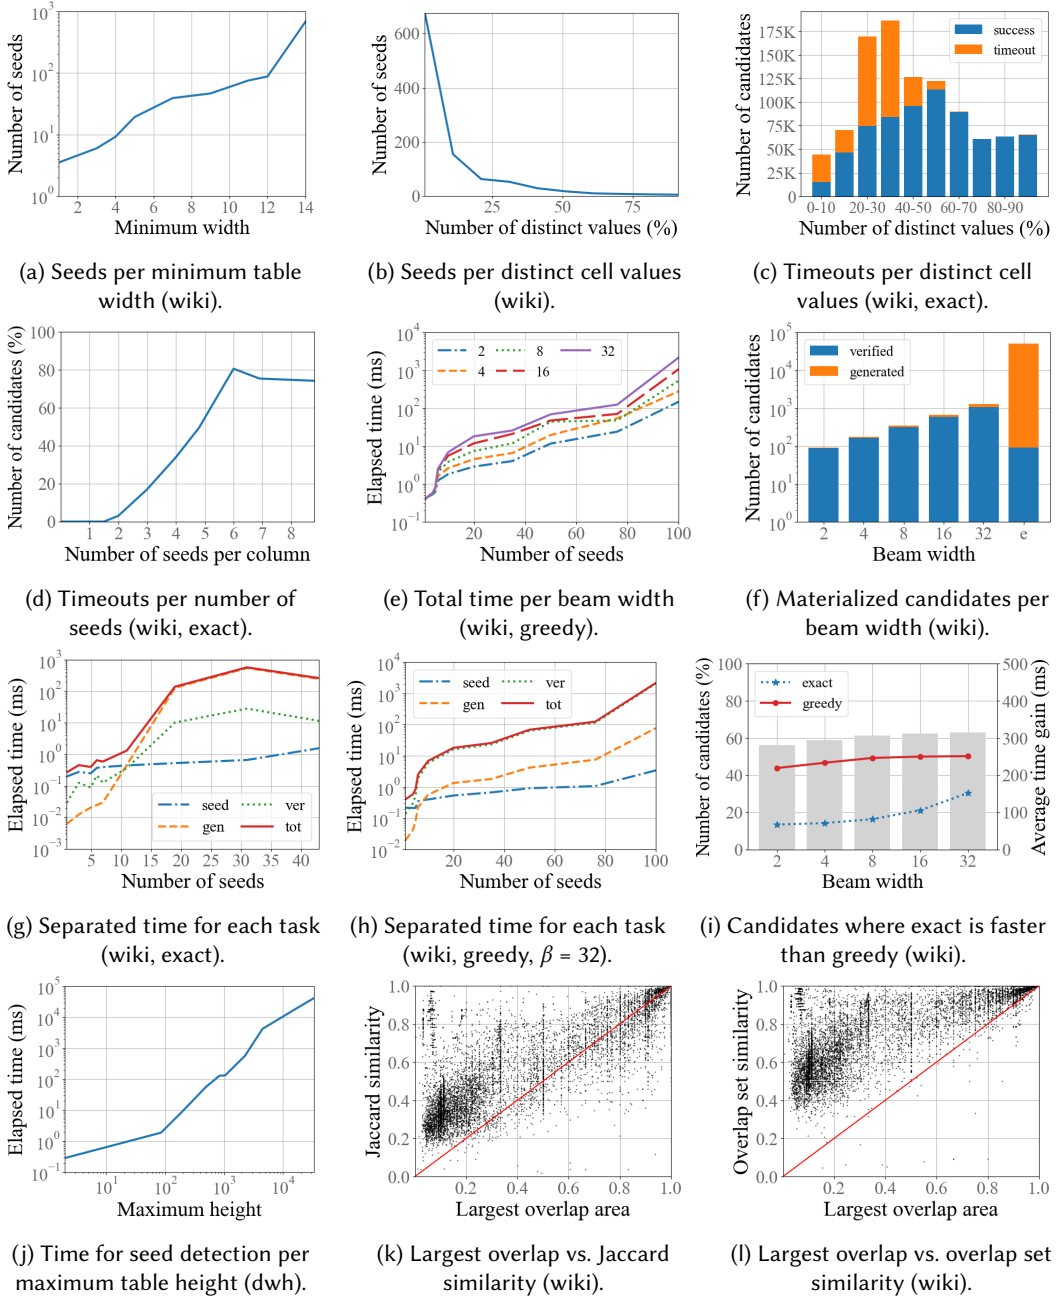 10^3
10^2
10^1
10^0
Number of seeds
2 4 6 8 10 12 14
Minimum width
(a) Seeds per minimum table
width (wiki).
600
400
200
0
Number of seeds
25 50 75
Number of distinct values (%)
(b) Seeds per distinct cell values
(wiki).
175K
150K
125K
100K
75K
50K
25K
0
Number of candidates
success
timeout
0-10 20-30 40-50 60-70 80-90
Number of distinct values (%)
(c) Timeouts per distinct cell
values (wiki, exact).
100
80
60
40
20
0
Number of candidates (%)
1 2 3 4 5 6 7 8
Number of seeds per column
(d) Timeouts per number of
seeds (wiki, exact).
10^4
10^3
10^2
10^1
10^0
10^-1
Elapsed time (ms)
2 8 32
4 16
20 40 60 80 100
Number of seeds
(e) Total time per beam width
(wiki, greedy).
10^5
10^4
10^3
10^2
10^1
10^0
Number of candidates
verified
generated
2 4 8 16 32 e
Beam width
(f) Materialized candidates per
beam width (wiki).
10^3
10^2
10^1
10^0
10^-1
10^-2
10^-3
Elapsed time (ms)
seed ver
gen tot
5 10 15 20 25 30 35 40
Number of seeds
(g) Separated time for each task
(wiki, exact).
10^4
10^3
10^2
10^1
10^0
10^-1
10^-2
Elapsed time (ms)
seed ver
gen tot
20 40 60 80 100
Number of seeds
(h) Separated time for each task
(wiki, greedy, β = 32).
100
80
60
40
20
0
Number of candidates (%)
exact
greedy
500
400
300
200
100
0
Average time gain (ms)
2 4 8 16 32
Beam width
(i) Candidates where exact is faster
than greedy (wiki).
10^5
10^4
10^3
10^2
10^1
10^0
10^-1
Elapsed time (ms)
10^1 10^2 10^3 10^4
Maximum height
(j) Time for seed detection per
maximum table height (dwh).
1.0
0.8
0.6
0.4
0.2
0.0
Jaccard similarity
0.2 0.4 0.6 0.8 1.0
Largest overlap area
(k) Largest overlap vs. Jaccard
similarity (wiki).
1.0
0.8
0.6
0.4
0.2
0.0
Overlap set similarity
0.2 0.4 0.6 0.8 1.0
Largest overlap area
(l) Largest overlap vs. overlap set
similarity (wiki).